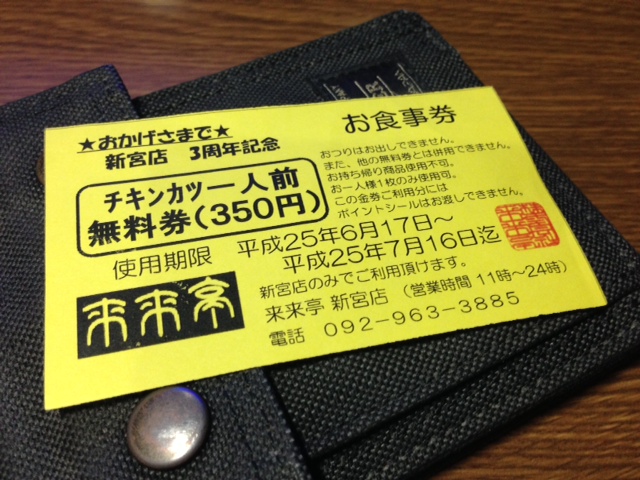 ★おかげさまで★
新宮店 3周年記念
チキンカツ一人前
無料券(350円)
お食事券
おつりはお出しできません。
また、他の無料券とは併用できません。
お持ち帰り商品使用不可。
お一人様1枚のみ使用可。
この金券ご利用分には
ポイントシールはお渡しできません。
使用期限 平成25年6月17日～
平成25年7月16日迄
新宮店のみでご利用頂けます。
来来亭
来来亭 新宮店 (営業時間 11時～24時)
電話 092-963-3885